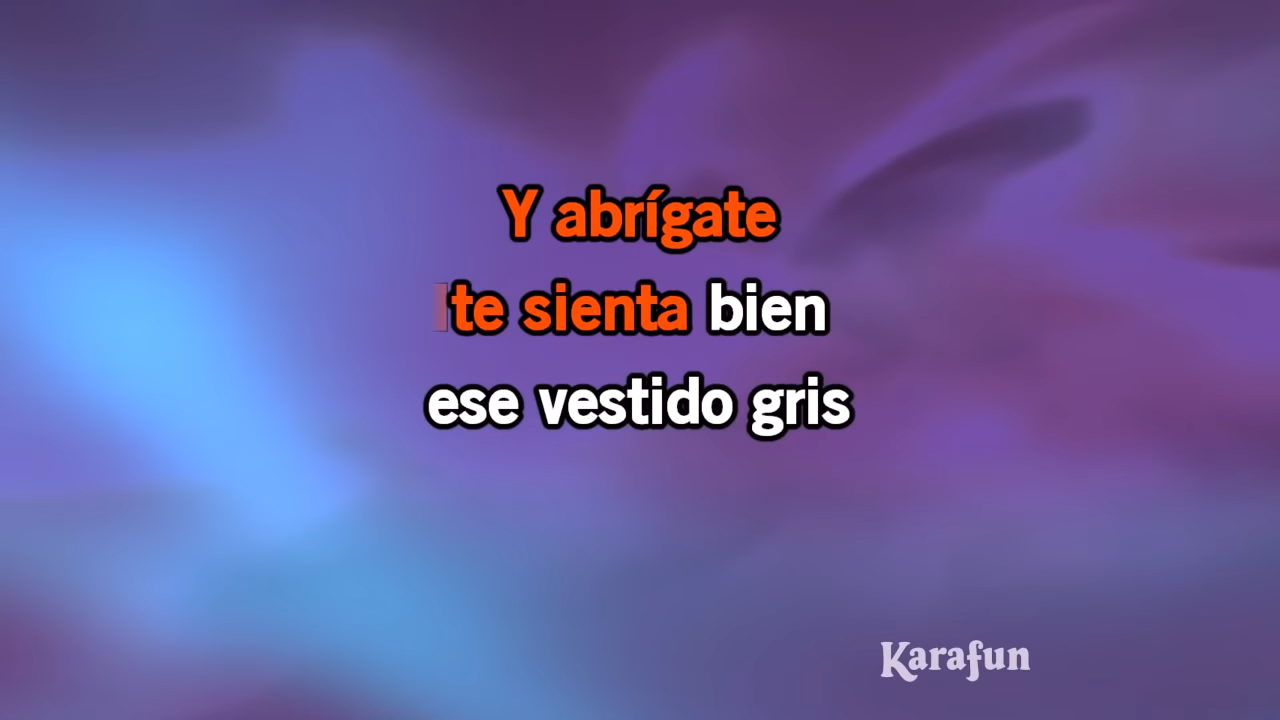 Y abrígate
te sienta bien
ese vestido gris
Karafun